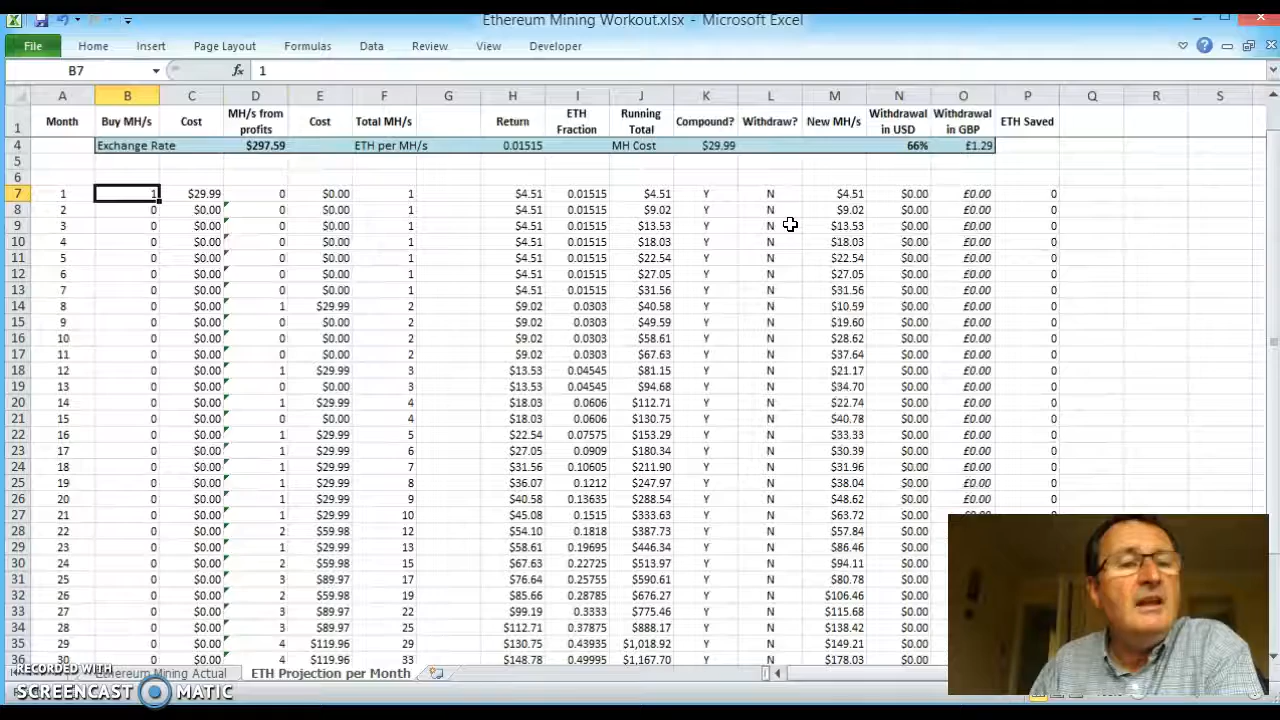 Ethereum Mining Workout.xlsx - Microsoft Excel
File Home Insert Page Layout Formulas Data Review View Developer
B7 fx 1
A B C D E F G H I J K L M N O P Q R S
1 Month Buy MH/s Cost MH/s from profits Cost Total MH/s Return ETH Fraction Running Total Compound? Withdraw? New MH/s Withdrawal in USD Withdrawal in GBP ETH Saved
4 Exchange Rate $297.59 ETH per MH/s 0.01515 MH Cost $29.99 66% £1.29
5
6
7 1 1 $29.99 0 $0.00 1 $4.51 0.01515 $4.51 Y N $4.51 $0.00 £0.00 0
8 2 0 $0.00 0 $0.00 1 $4.51 0.01515 $9.02 Y N $9.02 $0.00 £0.00 0
9 3 0 $0.00 0 $0.00 1 $4.51 0.01515 $13.53 Y N $13.53 $0.00 £0.00 0
10 4 0 $0.00 0 $0.00 1 $4.51 0.01515 $18.03 Y N $18.03 $0.00 £0.00 0
11 5 0 $0.00 0 $0.00 1 $4.51 0.01515 $22.54 Y N $22.54 $0.00 £0.00 0
12 6 0 $0.00 0 $0.00 1 $4.51 0.01515 $27.05 Y N $27.05 $0.00 £0.00 0
13 7 0 $0.00 0 $0.00 1 $4.51 0.01515 $31.56 Y N $31.56 $0.00 £0.00 0
14 8 0 $0.00 1 $29.99 2 $9.02 0.0303 $40.58 Y N $10.59 $0.00 £0.00 0
15 9 0 $0.00 0 $0.00 2 $9.02 0.0303 $49.59 Y N $19.60 $0.00 £0.00 0
16 10 0 $0.00 0 $0.00 2 $9.02 0.0303 $58.61 Y N $28.62 $0.00 £0.00 0
17 11 0 $0.00 0 $0.00 2 $9.02 0.0303 $67.63 Y N $37.64 $0.00 £0.00 0
18 12 0 $0.00 1 $29.99 3 $13.53 0.04545 $81.15 Y N $21.17 $0.00 £0.00 0
19 13 0 $0.00 0 $0.00 3 $13.53 0.04545 $94.68 Y N $34.70 $0.00 £0.00 0
20 14 0 $0.00 1 $29.99 4 $18.03 0.0606 $112.71 Y N $22.74 $0.00 £0.00 0
21 15 0 $0.00 0 $0.00 4 $18.03 0.0606 $130.75 Y N $40.78 $0.00 £0.00 0
22 16 0 $0.00 1 $29.99 5 $22.54 0.07575 $153.29 Y N $33.33 $0.00 £0.00 0
23 17 0 $0.00 1 $29.99 6 $27.05 0.0909 $180.34 Y N $30.39 $0.00 £0.00 0
24 18 0 $0.00 1 $29.99 7 $31.56 0.10605 $211.90 Y N $31.96 $0.00 £0.00 0
25 19 0 $0.00 1 $29.99 8 $36.07 0.1212 $247.97 Y N $38.04 $0.00 £0.00 0
26 20 0 $0.00 1 $29.99 9 $40.58 0.13635 $288.54 Y N $48.62 $0.00 £0.00 0
27 21 0 $0.00 1 $29.99 10 $45.08 0.1515 $333.63 Y N $63.72 $0.00
28 22 0 $0.00 2 $59.98 12 $54.10 0.1818 $387.73 Y N $57.84 $0.00
29 23 0 $0.00 1 $29.99 13 $58.61 0.19695 $446.34 Y N $86.46 $0.00
30 24 0 $0.00 2 $59.98 15 $67.63 0.22725 $513.97 Y N $94.11 $0.00
31 25 0 $0.00 3 $89.97 17 $76.64 0.25755 $590.61 Y N $80.78 $0.00
32 26 0 $0.00 2 $59.98 19 $85.66 0.28785 $676.27 Y N $106.46 $0.00
33 27 0 $0.00 3 $89.97 22 $99.19 0.3333 $775.46 Y N $115.68 $0.00
34 28 0 $0.00 3 $89.97 25 $112.71 0.37875 $888.17 Y N $138.42 $0.00
35 29 0 $0.00 4 $119.96 29 $130.75 0.43935 $1,018.92 Y N $149.21 $0.00
36 30 0 $0.00 4 $119.96 33 $148.78 0.49995 $1,167.70 Y N $178.03 $0.00
RECORDED WITH
Ethereum Mining Actual ETH Projection per Month
SCREENCAST MATIC